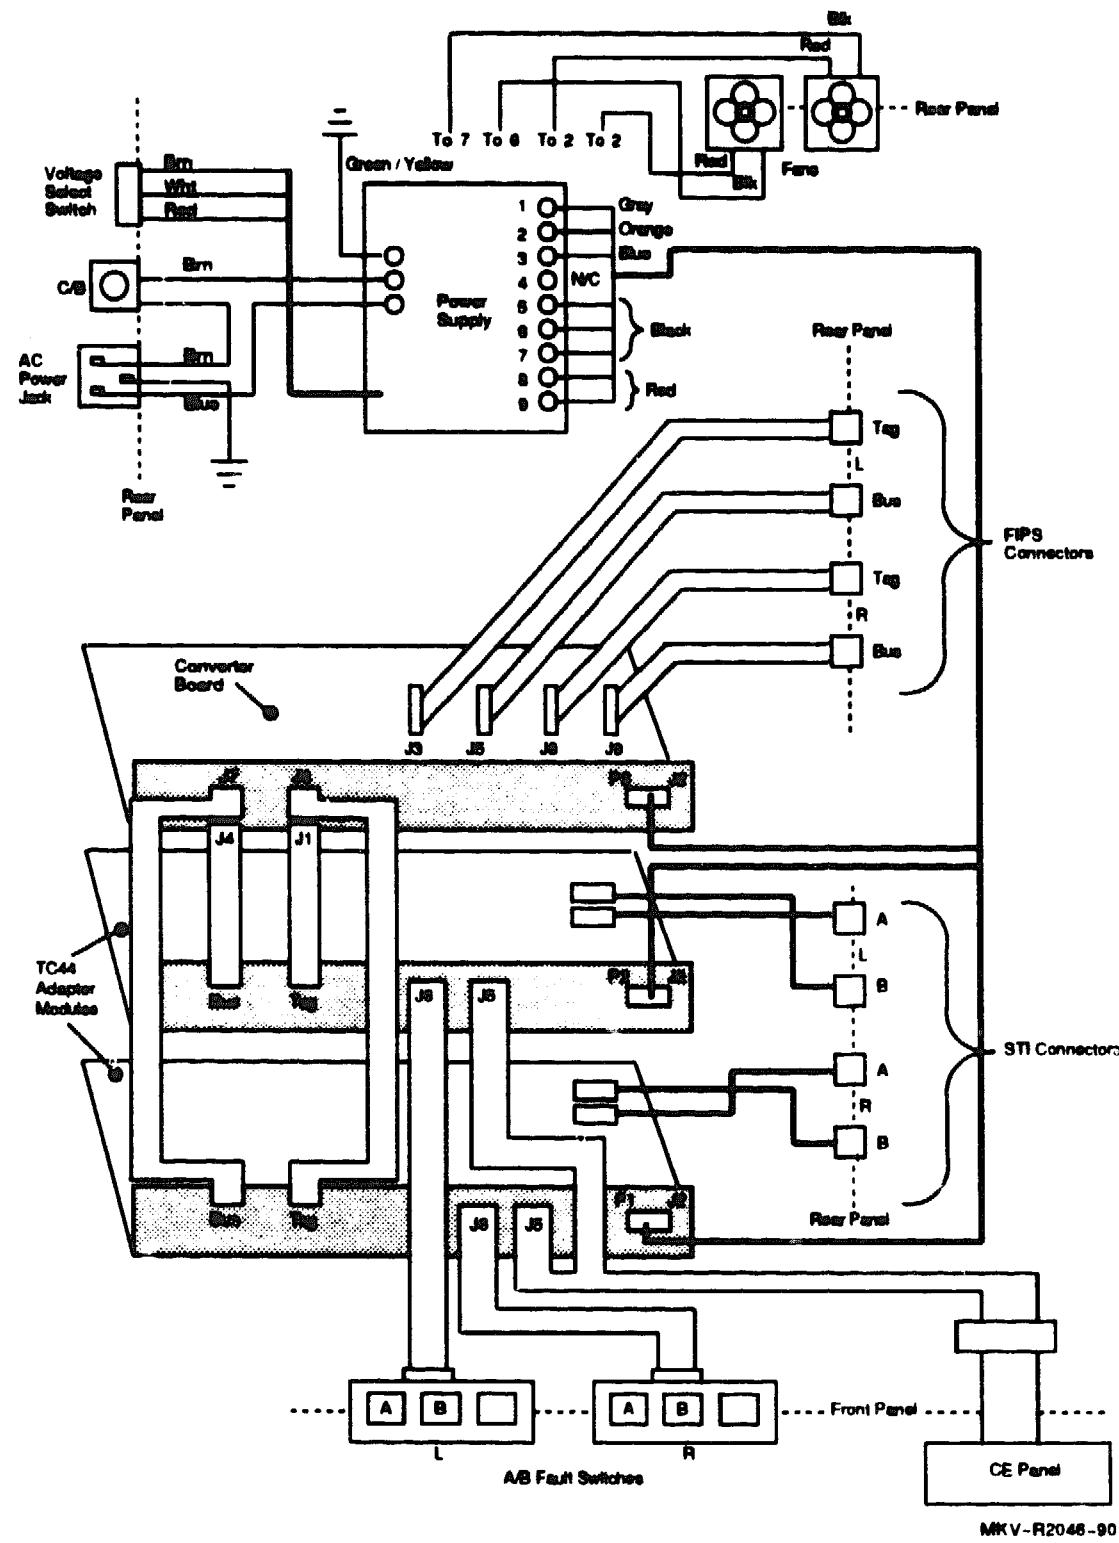 Blk
Red
Rear Panel
To 7 To 6 To 2 To 2
Red
Blk
Fans
Green / Yellow
Voltage
Select
Switch
Brn
Wht
Red
C/B
Brn
AC
Power
Jack
Brn
Blue
Rear
Panel
Power
Supply
1 Gray
2 Orange
3 Blue
4 N/C
5
6 Black
7
8 Red
9
Rear Panel
Tag
L
Bus
Tag
R
Bus
FIPS
Connectors
Converter
Board
J3 J5
J9
J4 J1
TC44
Adapter
Modules
Bus Tag
J6 J5
A
L
B
STI Connectors
A
R
B
Rear Panel
P1 J2
Bus Tag
J6 J5
A B
L
A B
R
Front Panel
A/B Fault Switches
CE Panel
MKV-R2046-90